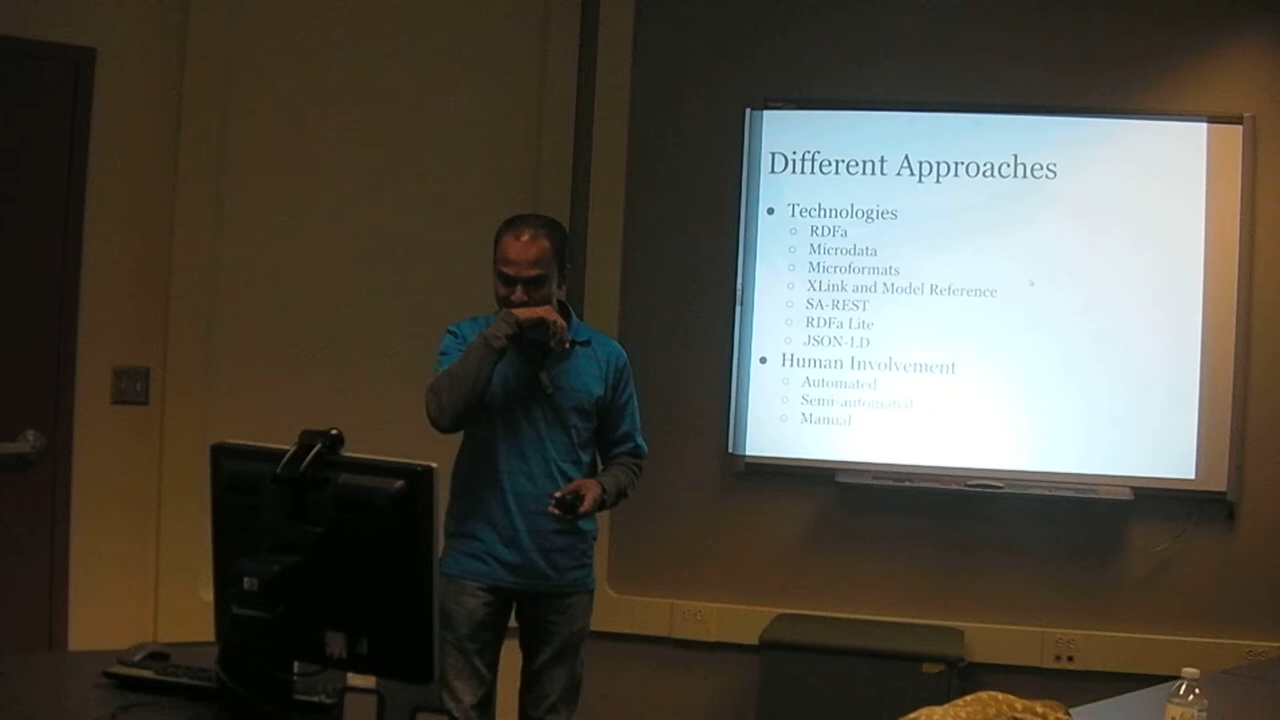 Different Approaches
● Technologies
○ RDFa
○ Microdata
○ Microformats
○ XLink and Model Reference
○ SA-REST
○ RDFa Lite
○ JSON-LD
● Human Involvement
○ Automated
○ Semi-automated
○ Manual
hp